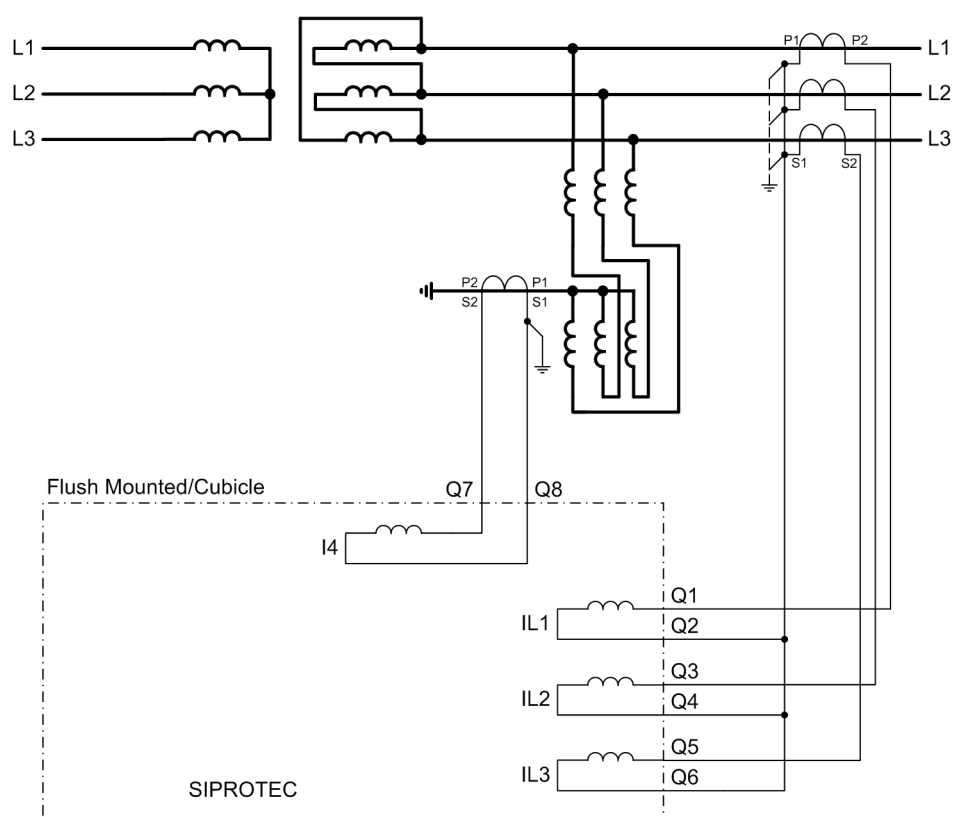 L1
P1
P2
L1
L2
L2
L3
L3
S1
S2
P2
P1
S2
S1
Flush Mounted/Cubicle
Q7
Q8
I4
Q1
IL1
Q2
Q3
IL2
Q4
Q5
IL3
Q6
SIPROTEC